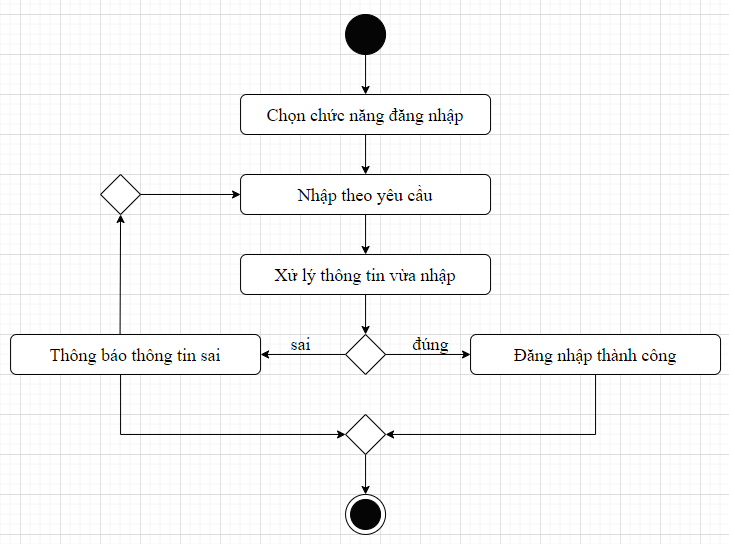 Chọn chức năng đăng nhập
Nhập theo yêu cầu
Xử lý thông tin vừa nhập
sai
đúng
Thông báo thông tin sai
Đăng nhập thành công